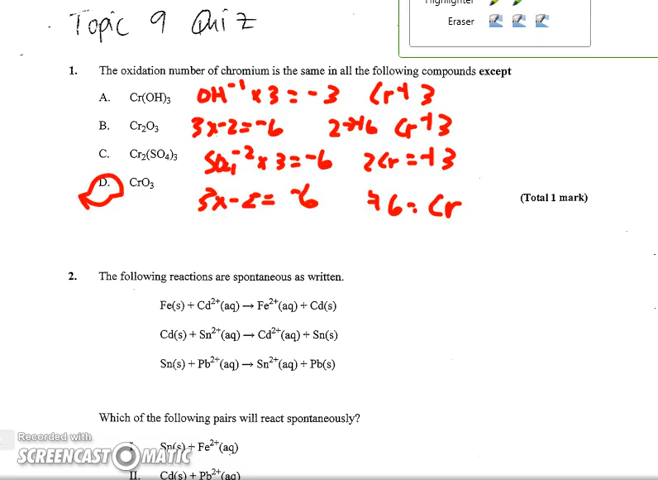 Highlighter
Eraser
Topic 9 Quiz
1. The oxidation number of chromium is the same in all the following compounds except
A. Cr(OH)₃ OH⁻¹ x 3 = -3 Cr+3
B. Cr₂O₃ 3x-2=-6 Cr+3
C. Cr₂(SO₄)₃ SO₄⁻² x 3 = -6 2Cr = +3
D. CrO₃
3x-2= -6 +6 = Cr
(Total 1 mark)
2. The following reactions are spontaneous as written.
Fe(s) + Cd²⁺(aq) → Fe²⁺(aq) + Cd(s)
Cd(s) + Sn²⁺(aq) → Cd²⁺(aq) + Sn(s)
Sn(s) + Pb²⁺(aq) → Sn²⁺(aq) + Pb(s)
Which of the following pairs will react spontaneously?
Recorded with
SCREENCAST-O-MATIC
Sn(s) + Fe²⁺(aq)
II. Cd(s) + Pb²⁺(aq)